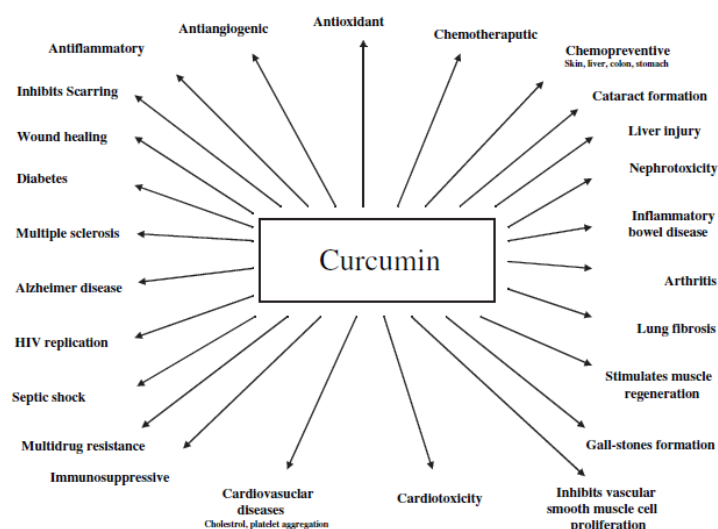 Antioxidant
Antiangiogenic
Chemotheraputic
Antiflammatory
Chemopreventive
Skin, liver, colon, stomach
Inhibits Scarring
Cataract formation
Wound healing
Liver injury
Diabetes
Nephrotoxicity
Multiple sclerosis
Inflammatory
bowel disease
Curcumin
Alzheimer disease
Arthritis
HIV replication
Lung fibrosis
Septic shock
Stimulates muscle
regeneration
Multidrug resistance
Gall-stones formation
Immunosuppressive
Cardiovasuclar
diseases
Cholestrol, platelet aggregation
Cardiotoxicity
Inhibits vascular
smooth muscle cell
proliferation